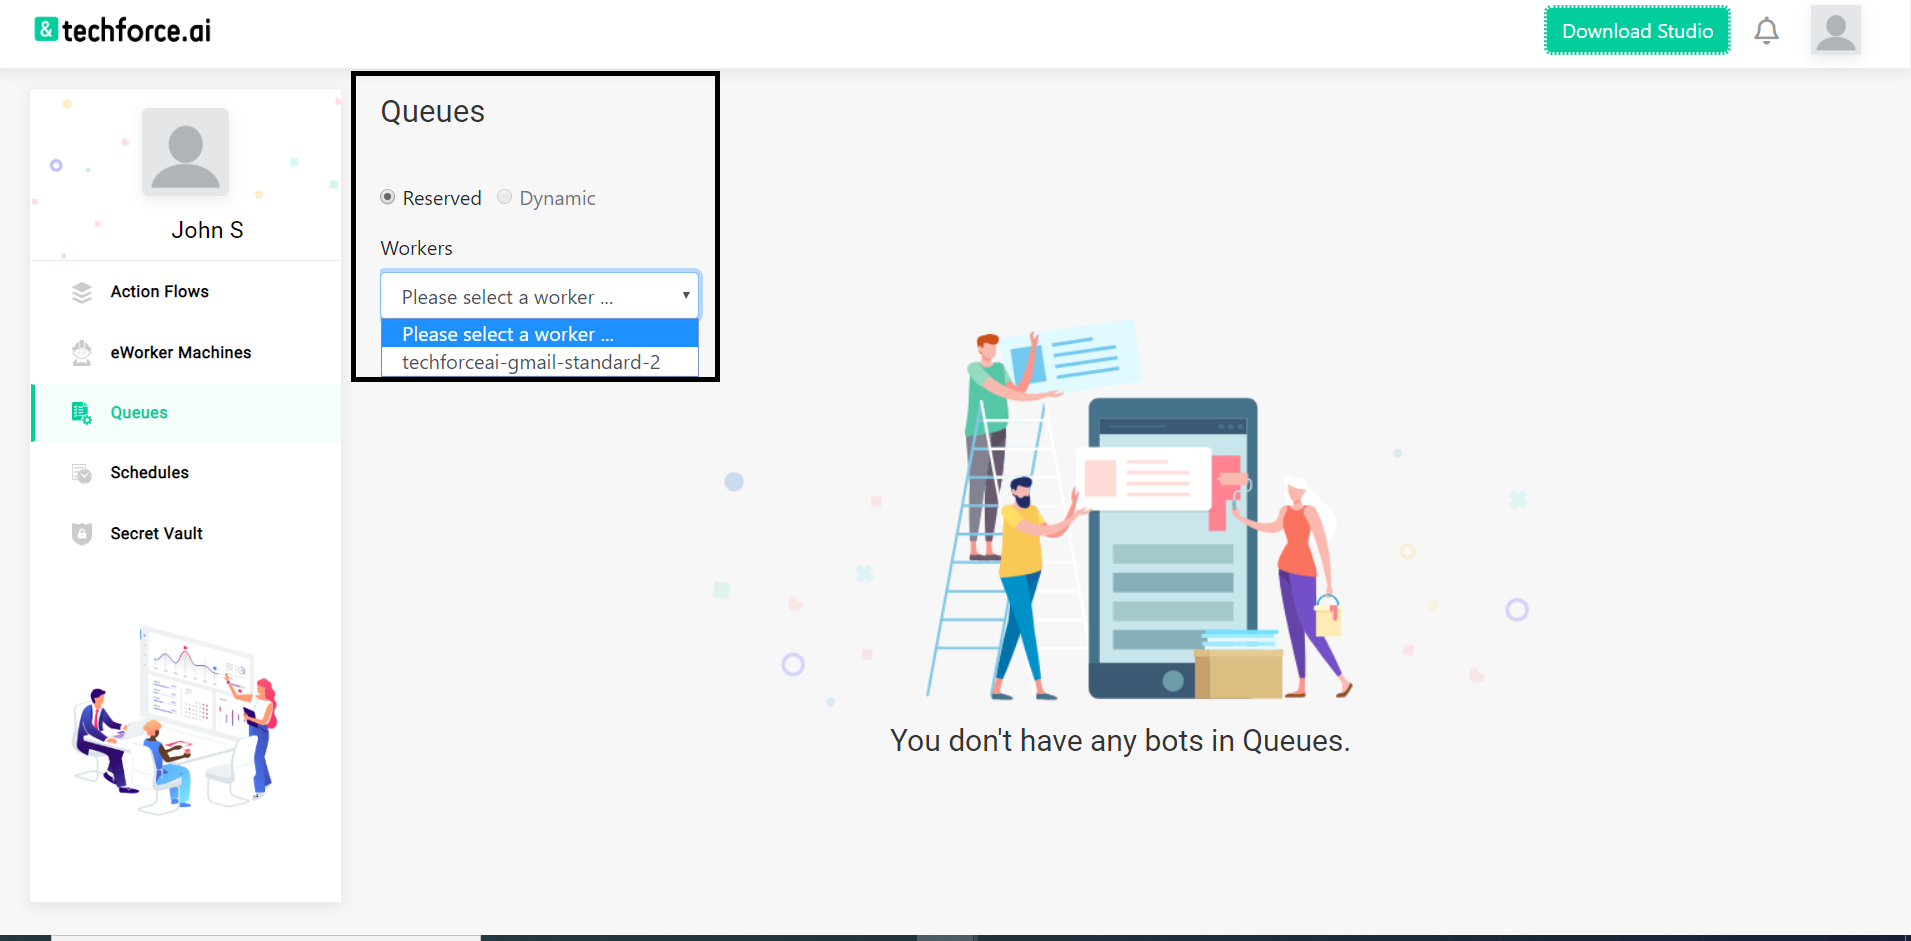 & techforce.ai
Download Studio
John S
Action Flows
eWorker Machines
Queues
Schedules
Secret Vault
Queues
Reserved Dynamic
Workers
Please select a worker ...
Please select a worker ...
techforceai-gmail-standard-2
You don't have any bots in Queues.